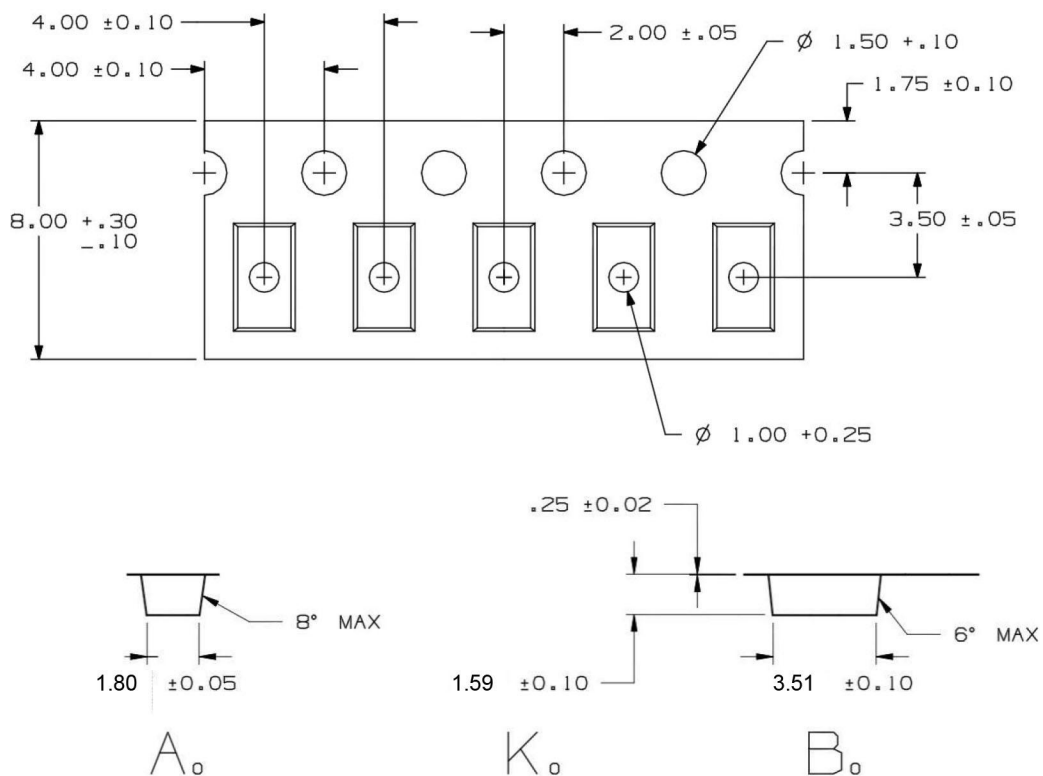 4.00 ±0.10
2.00 ±.05
Ø 1.50 +.10
4.00 ±0.10
1.75 ±0.10
8.00 +.30
-.10
3.50 ±.05
Ø 1.00 +0.25
.25 ±0.02
8° MAX
6° MAX
1.80 ±0.05
1.59 ±0.10
3.51 ±0.10
Ao
Ko
Bo